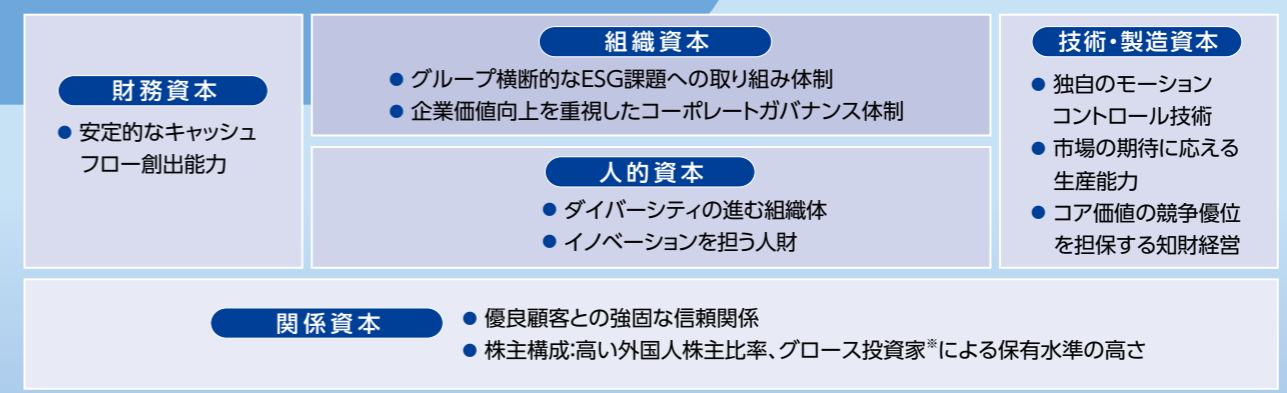 財務資本
● 安定的なキャッシュ
フロー創出能力
組織資本
● グループ横断的なESG課題への取り組み体制
● 企業価値向上を重視したコーポレートガバナンス体制
人的資本
● ダイバーシティの進む組織体
● イノベーションを担う人財
技術・製造資本
● 独自のモーション
コントロール技術
● 市場の期待に応える
生産能力
● コア価値の競争優位
を担保する知財経営
関係資本
● 優良顧客との強固な信頼関係
● 株主構成:高い外国人株主比率、グロース投資家※による保有水準の高さ